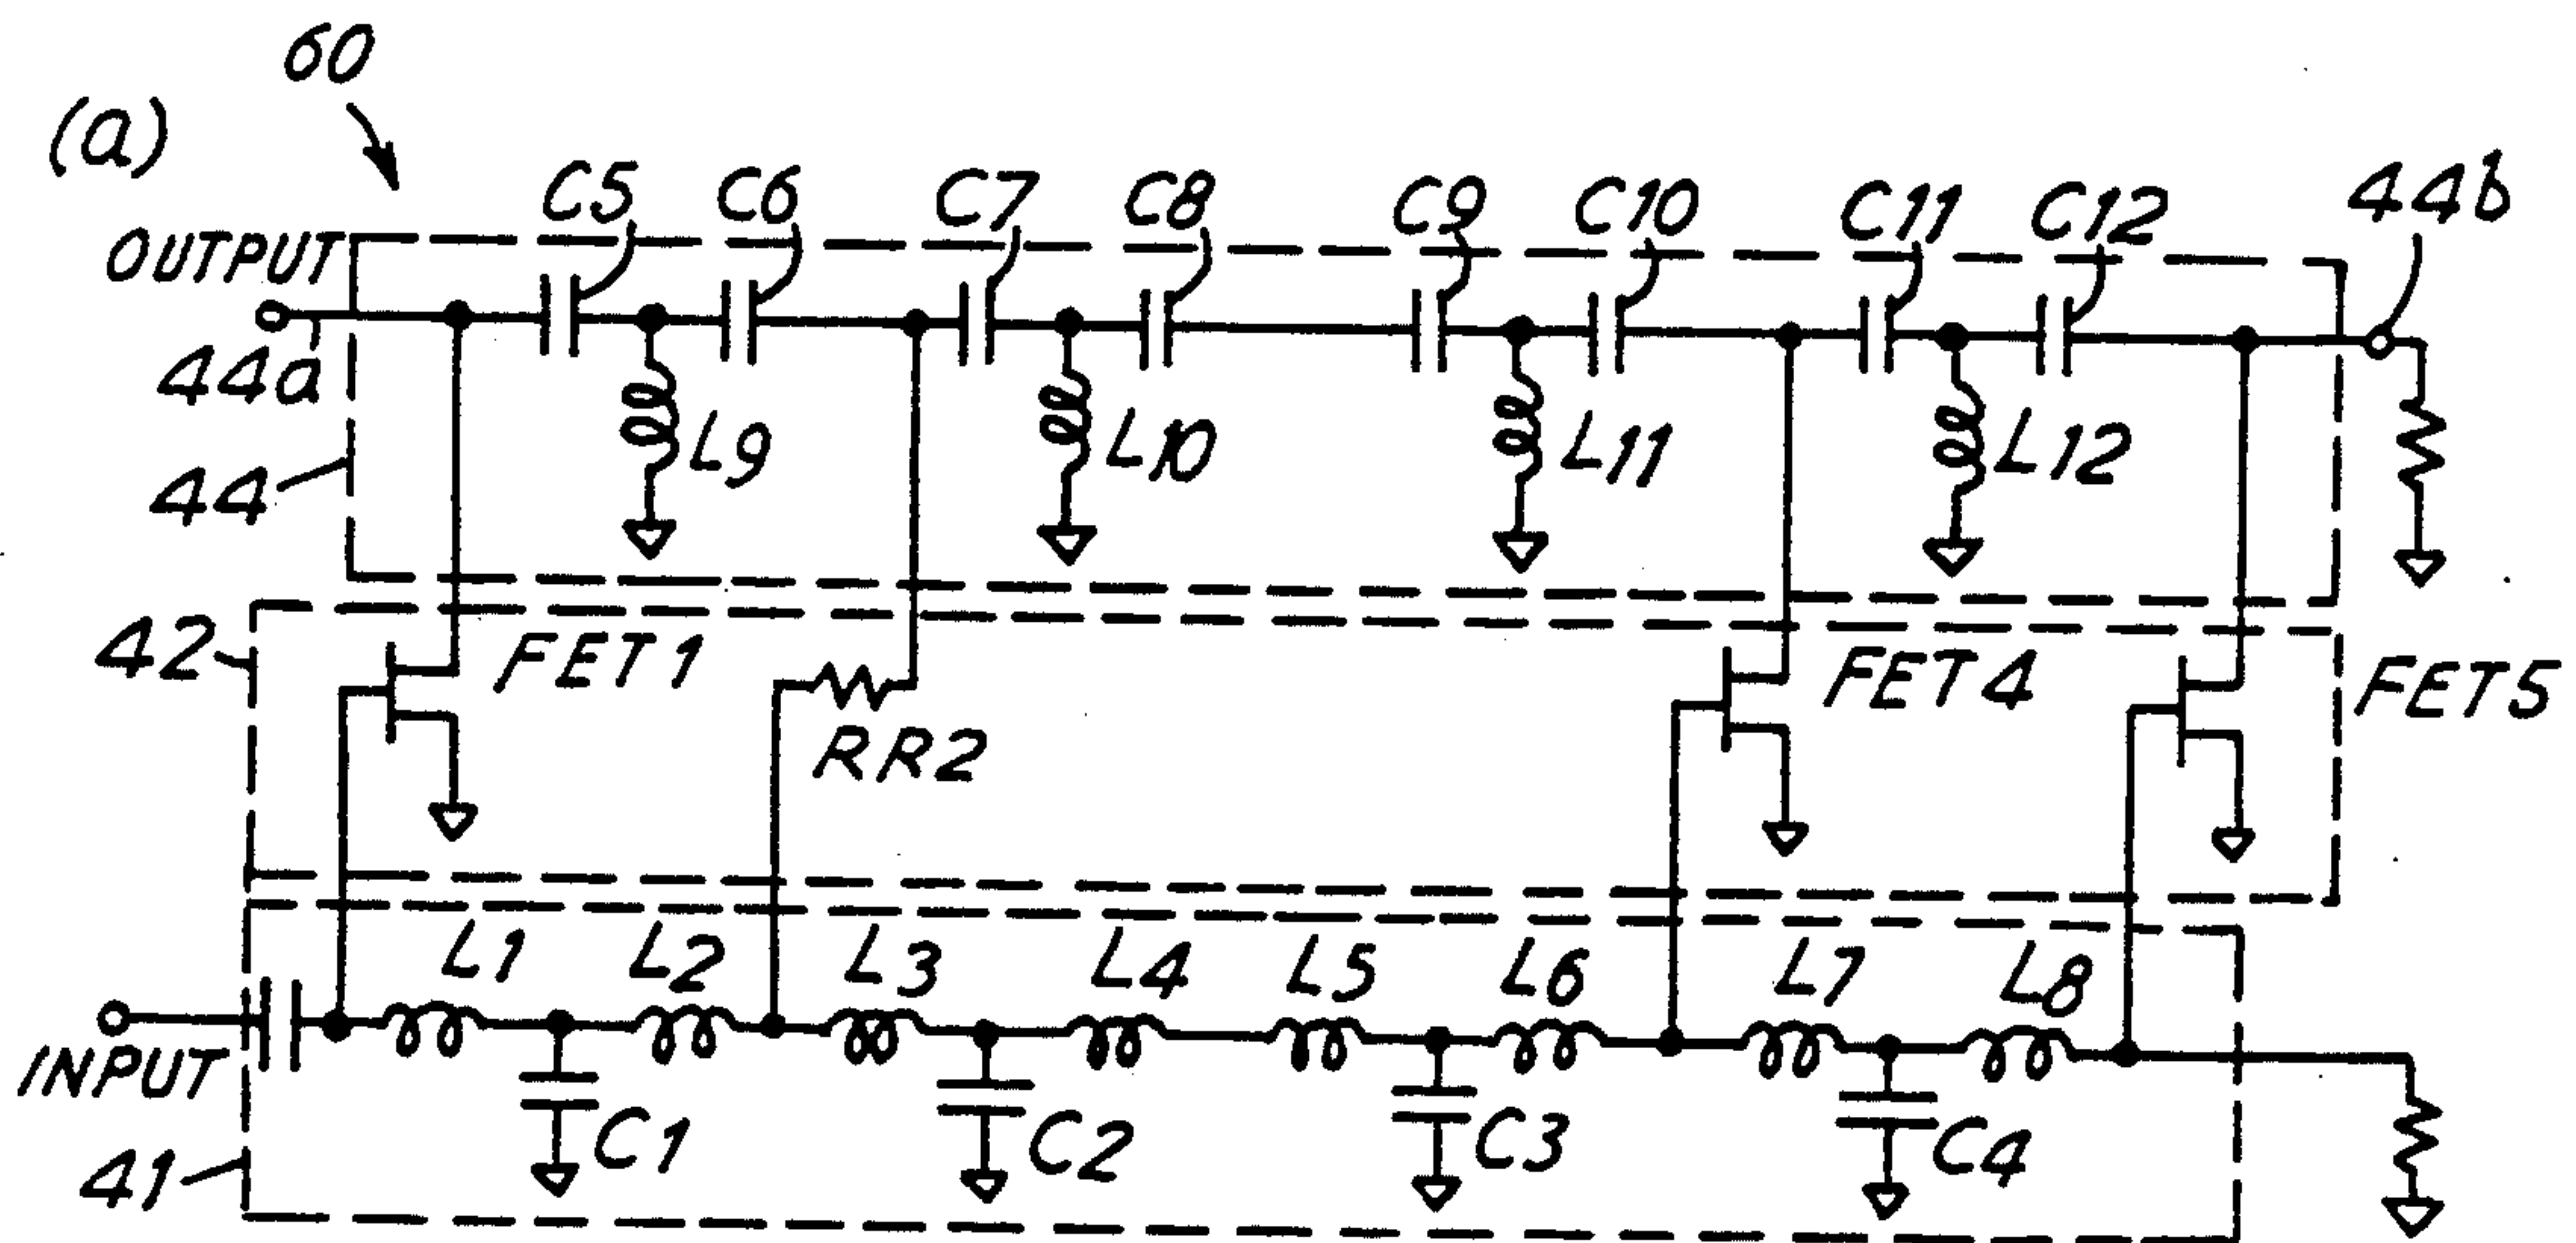 60
(a)
C5 C6 C7 C8 C9 C10 C11 C12 44b
OUTPUT
44a
L9 L10 L11 L12
44
42
FET1 FET4 FET5
RR2
L1 L2 L3 L4 L5 L6 L7 L8
INPUT
C1 C2 C3 C4
41